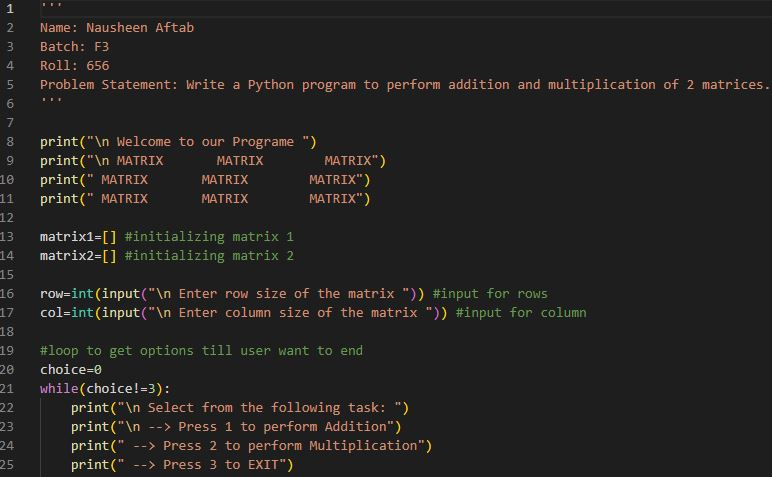 1 '''
2 Name: Nausheen Aftab
3 Batch: F3
4 Roll: 656
5 Problem Statement: Write a Python program to perform addition and multiplication of 2 matrices.
6 '''
7
8 print("\n Welcome to our Programe ")
9 print("\n MATRIX       MATRIX        MATRIX")
10 print(" MATRIX       MATRIX        MATRIX")
11 print(" MATRIX       MATRIX        MATRIX")
12
13 matrix1=[] #initializing matrix 1
14 matrix2=[] #initializing matrix 2
15
16 row=int(input("\n Enter row size of the matrix ")) #input for rows
17 col=int(input("\n Enter column size of the matrix ")) #input for column
18
19 #loop to get options till user want to end
20 choice=0
21 while(choice!=3):
22     print("\n Select from the following task: ")
23     print("\n --> Press 1 to perform Addition")
24     print(" --> Press 2 to perform Multiplication")
25     print(" --> Press 3 to EXIT")